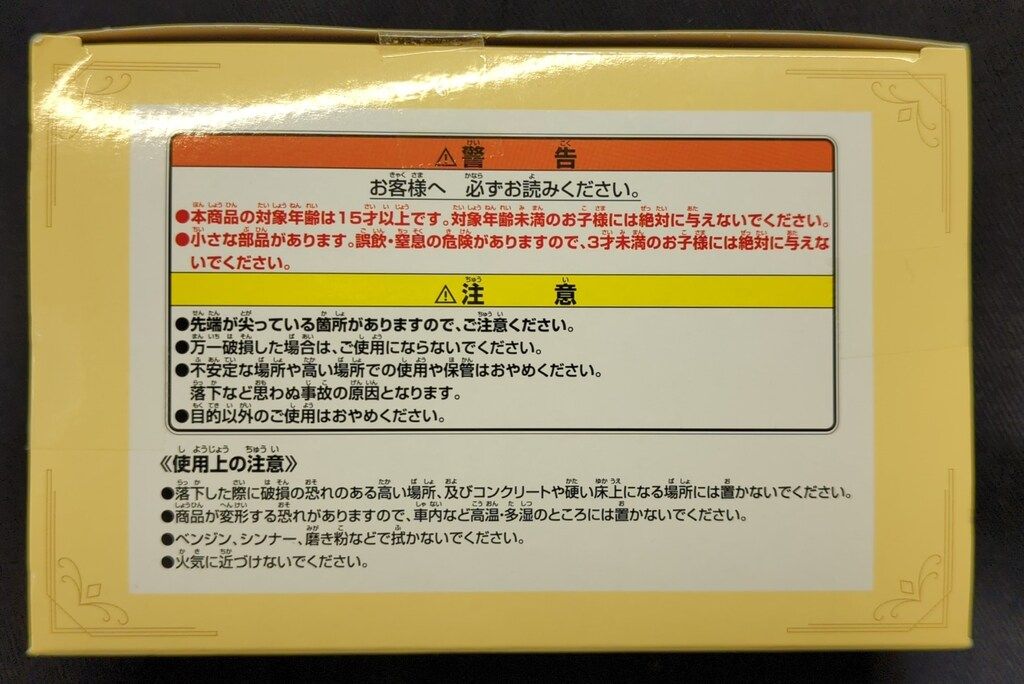 ⚠警告
お客様へ 必ずお読みください。
●本商品の対象年齢は15才以上です。対象年齢未満のお子様には絶対に与えないでください。
●小さな部品があります。誤飲・窒息の危険がありますので、3才未満のお子様には絶対に与えな
いでください。
⚠注意
●先端が尖っている箇所がありますので、ご注意ください。
●万一破損した場合は、ご使用にならないでください。
●不安定な場所や高い場所での使用や保管はおやめください。
落下など思わぬ事故の原因となります。
●目的以外のご使用はおやめください。
《使用上の注意》
●落下した際に破損の恐れのある高い場所、及びコンクリートや硬い床上になる場所には置かないでください。
●商品が変形する恐れがありますので、車内など高温・多湿のところには置かないでください。
●ベンジン、シンナー、磨き粉などで拭かないでください。
●火気に近づけないでください。